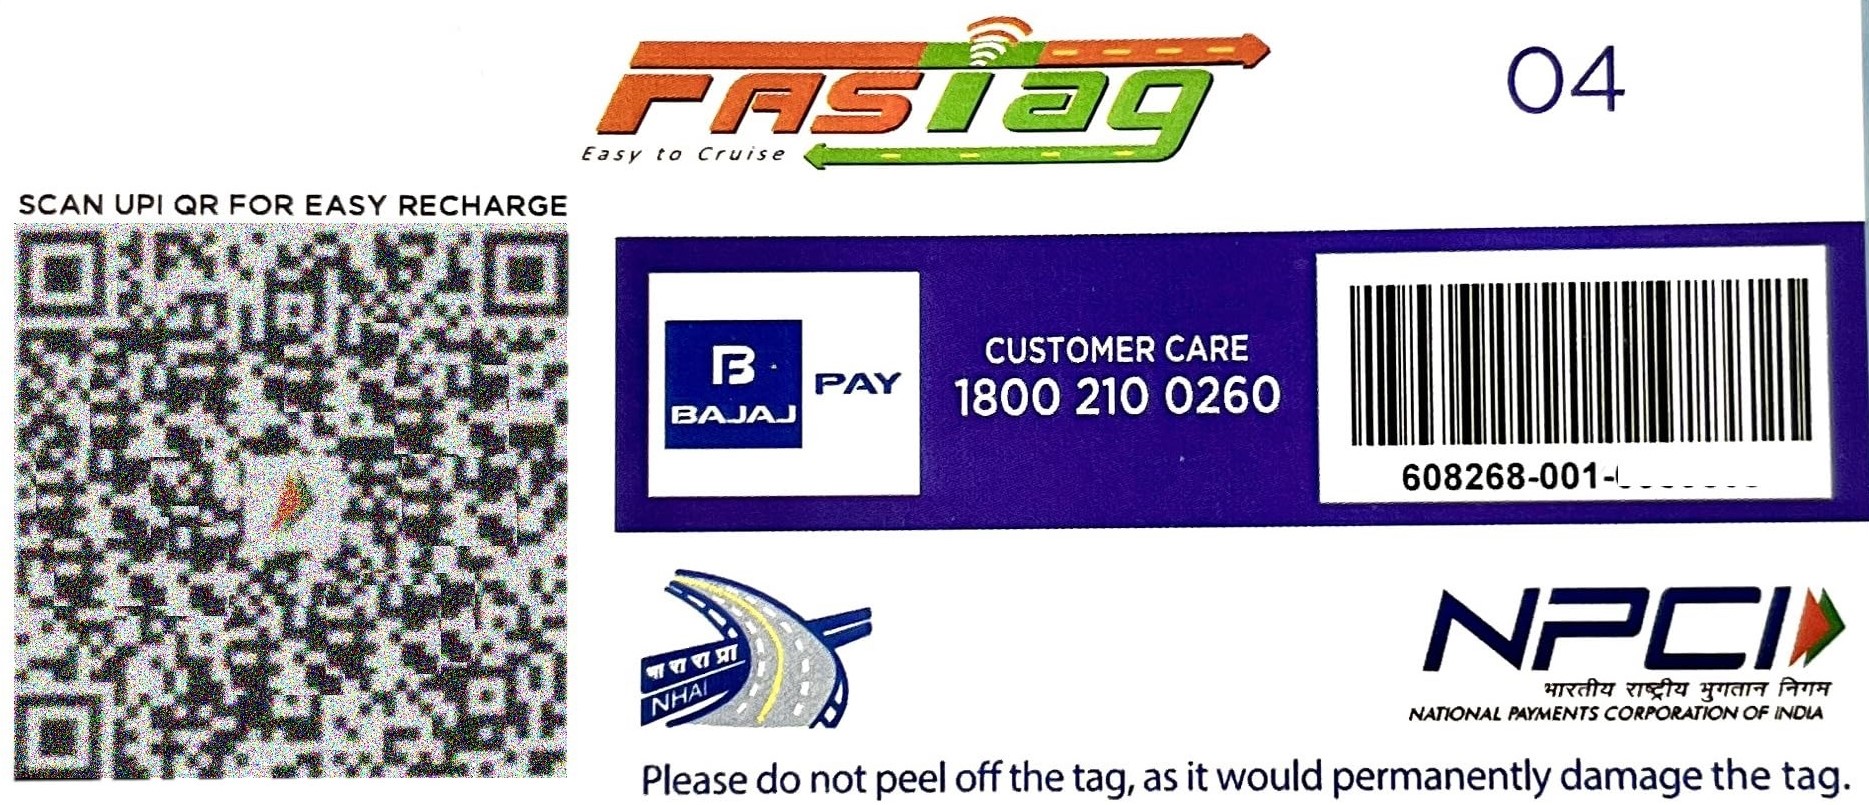 FASTag
Easy to Cruise
04
SCAN UPI QR FOR EASY RECHARGE
B
BAJAJ
PAY
CUSTOMER CARE
1800 210 0260
608268-001-
भा रा रा प्रा
NHAI
NPCI
भारतीय राष्ट्रीय भुगतान निगम
NATIONAL PAYMENTS CORPORATION OF INDIA
Please do not peel off the tag, as it would permanently damage the tag.